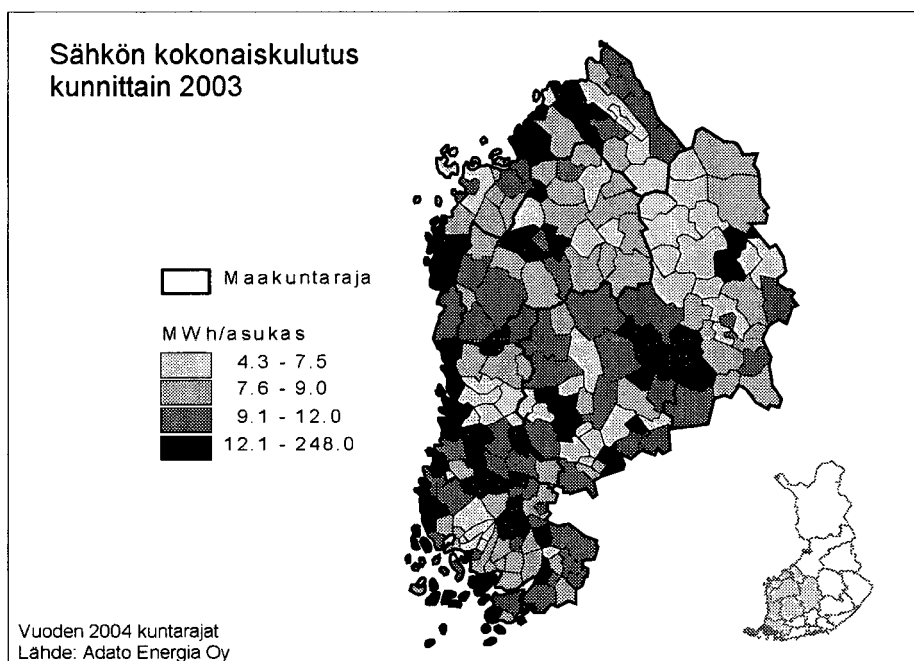 Sähkön kokonaiskulutus
kunnittain 2003
Maakuntaraja
MWh/asukas
4.3 - 7.5
7.6 - 9.0
9.1 - 12.0
12.1 - 248.0
Vuoden 2004 kuntarajat
Lähde: Adato Energia Oy